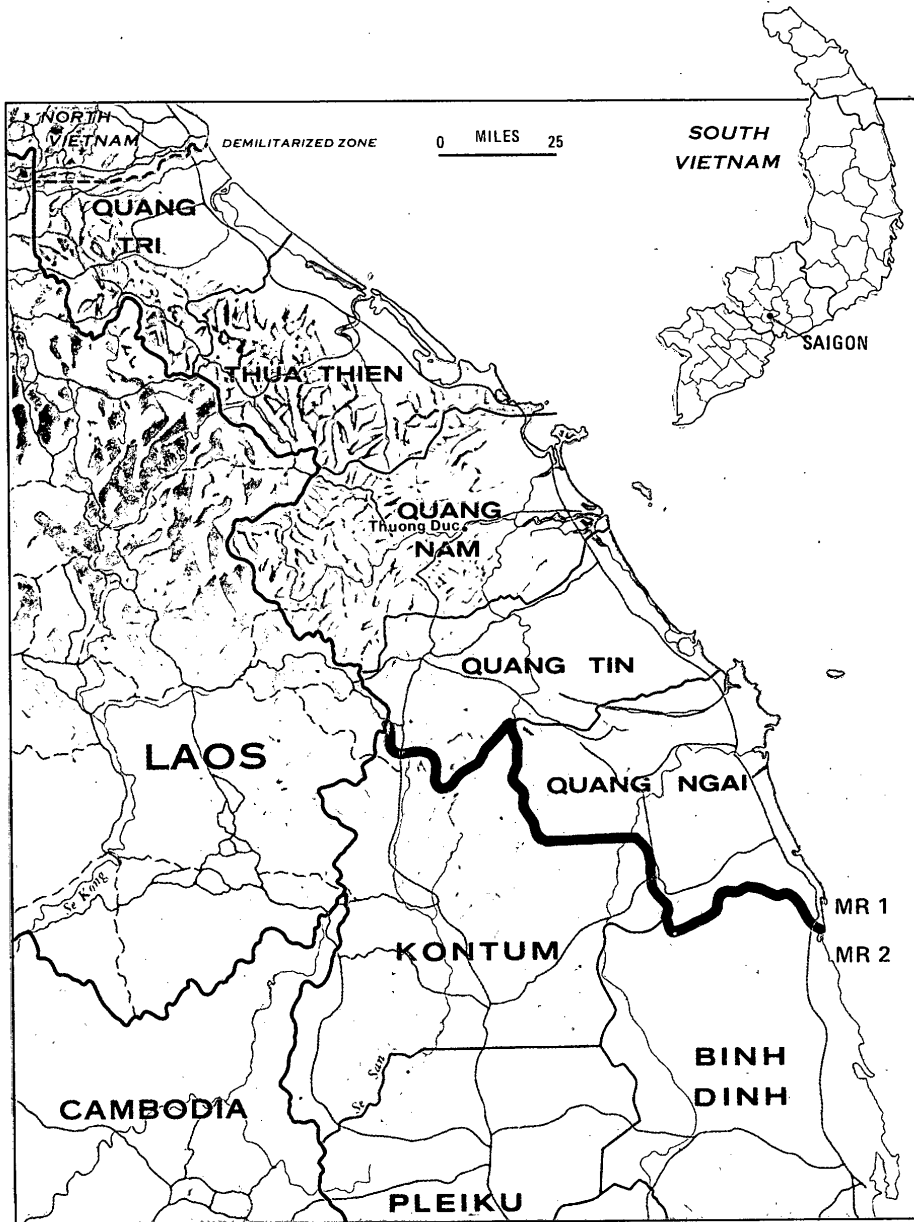 NORTH
VIETNAM
DEMILITARIZED ZONE
0 MILES 25
SOUTH
VIETNAM
SAIGON
QUANG
TRI
THUA THIEN
QUANG
Thuong Duc
NAM
QUANG TIN
LAOS
QUANG NGAI
Se Kong
MR 1
MR 2
KONTUM
Se San
BINH
DINH
CAMBODIA
PLEIKU